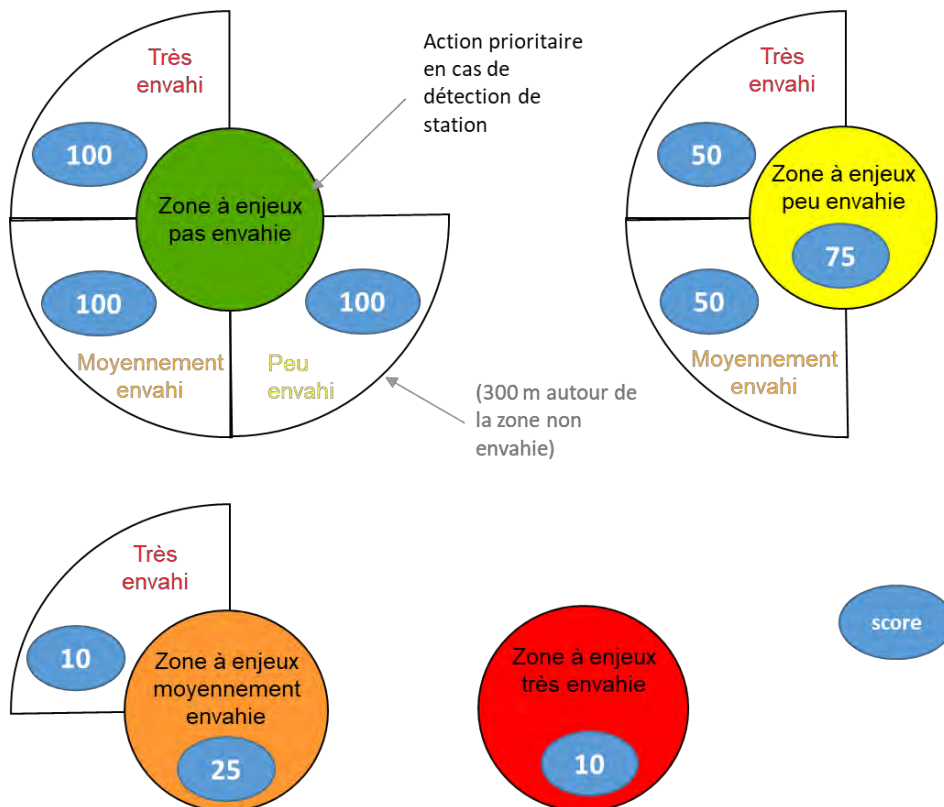 Très
envahi
100
Action prioritaire
en cas de
détection de
station
Zone à enjeux
pas envahie
100
Moyennement
envahi
100
Peu
envahi
(300 m autour de
la zone non
envahie)
Très
envahi
50
Zone à enjeux
peu envahie
75
50
Moyennement
envahi
Très
envahi
10
Zone à enjeux
moyennement
envahie
25
Zone à enjeux
très envahie
10
score